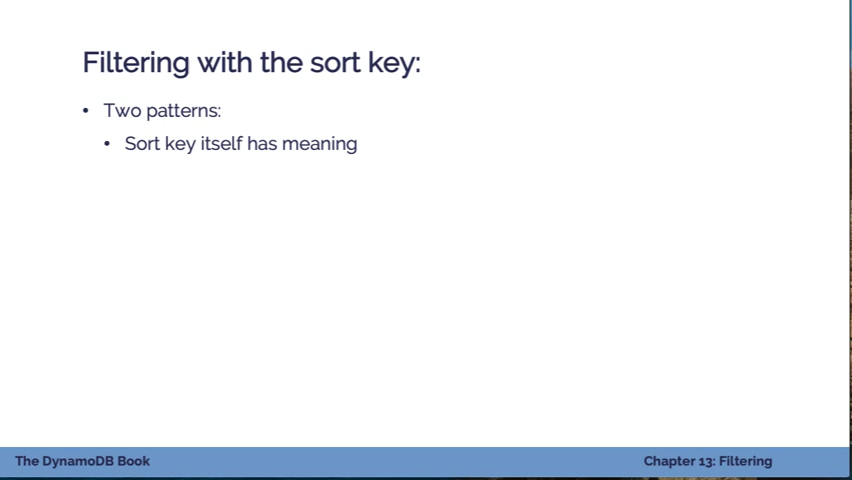 Filtering with the sort key:
• Two patterns:
• Sort key itself has meaning
The DynamoDB Book
Chapter 13: Filtering